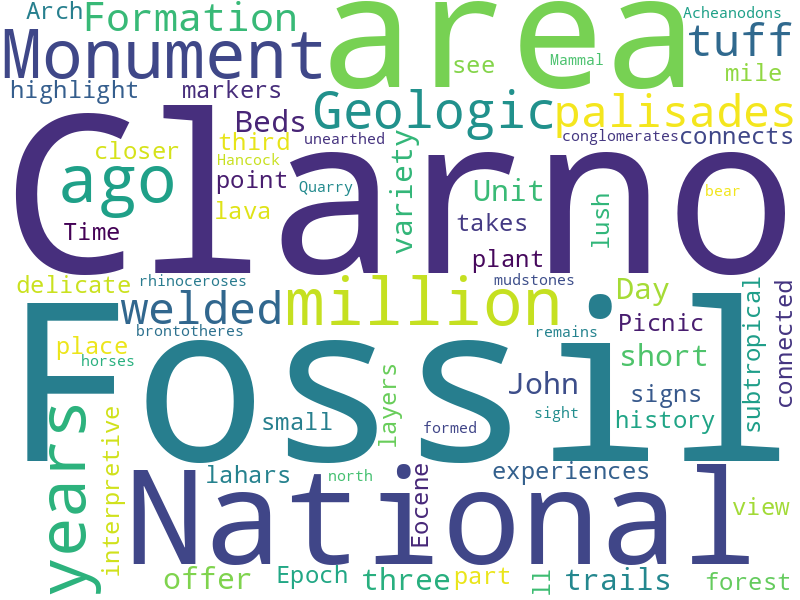 Arch
Formation
area
Acheanodons
Monument
see
Mammal
tuff
mile
highlight
markers
Geologic
palisades
Beds
Clarno
closer
third
unearthed
conglomerates
connects
Hancock
ago
point
Quarry
variety
Unit
bear
lava
takes
lush
Time
plant
delicate
rhinoceroses
million
mudstones
Day
subtropical
connected
welded
brontotheres
remains
Picnic
place
horses
Fossil
short
layers
John
signs
years
interpretive
small
formed
sight
history
lahars
north
National
Eocene
experiences
view
offer
Epoch
three
part
ll
trails
forest